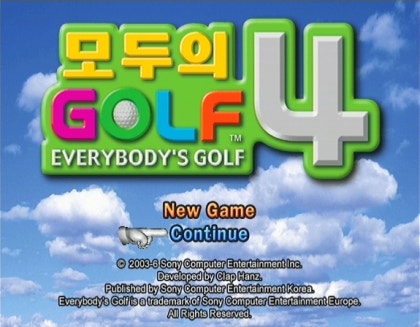 모두의
GOLF 4
TM
EVERYBODY'S GOLF
New Game
Continue
© 2003-6 Sony Computer Entertainment Inc.
Developed by Clap Hanz.
Published by Sony Computer Entertainment Korea.
Everybody's Golf is a trademark of Sony Computer Entertainment Europe.
All Rights Reserved.